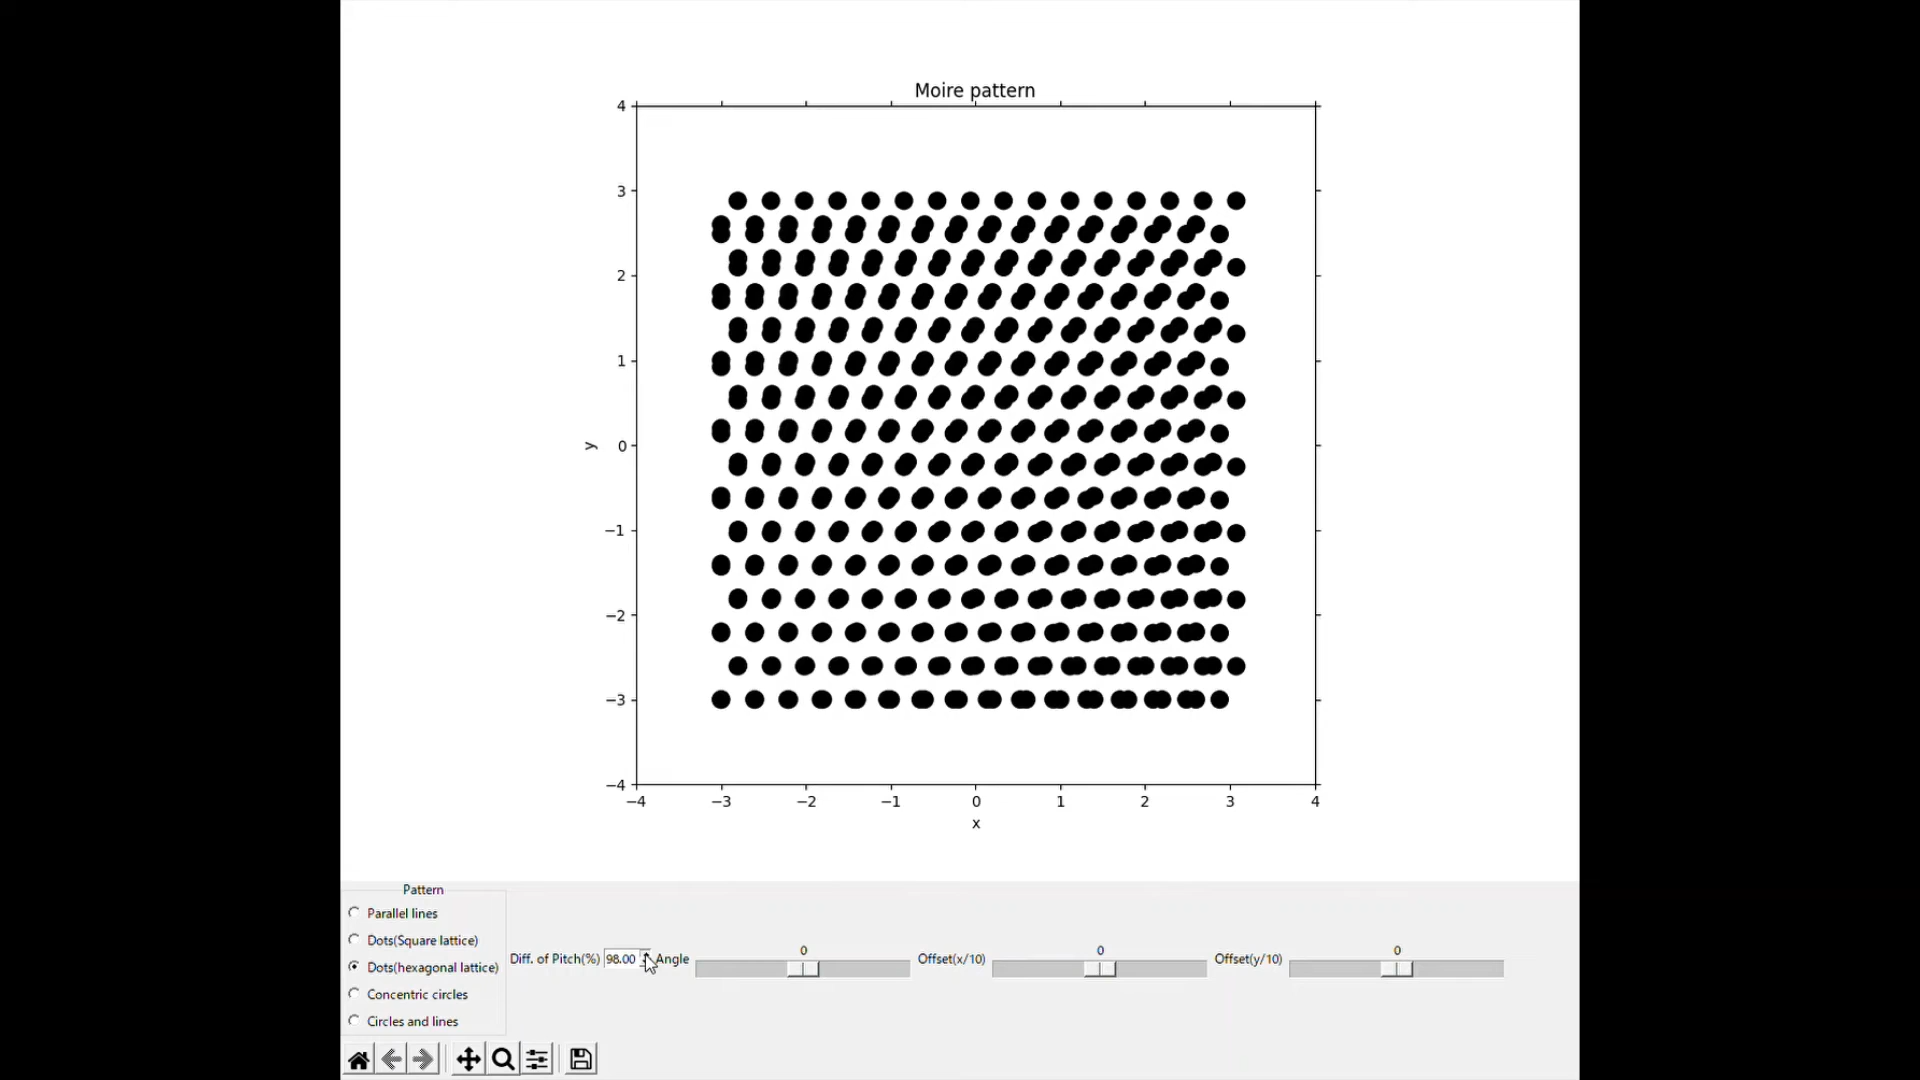 Moire pattern
4
3
2
1
0
−1
−2
−3
−4
y
−4 −3 −2 −1 0 1 2 3 4
x
Pattern
Parallel lines
Dots(Square lattice)
Dots(hexagonal lattice)
Concentric circles
Circles and lines
Diff. of Pitch(%) 98.00 Angle 0 Offset(x/10) 0 Offset(y/10) 0